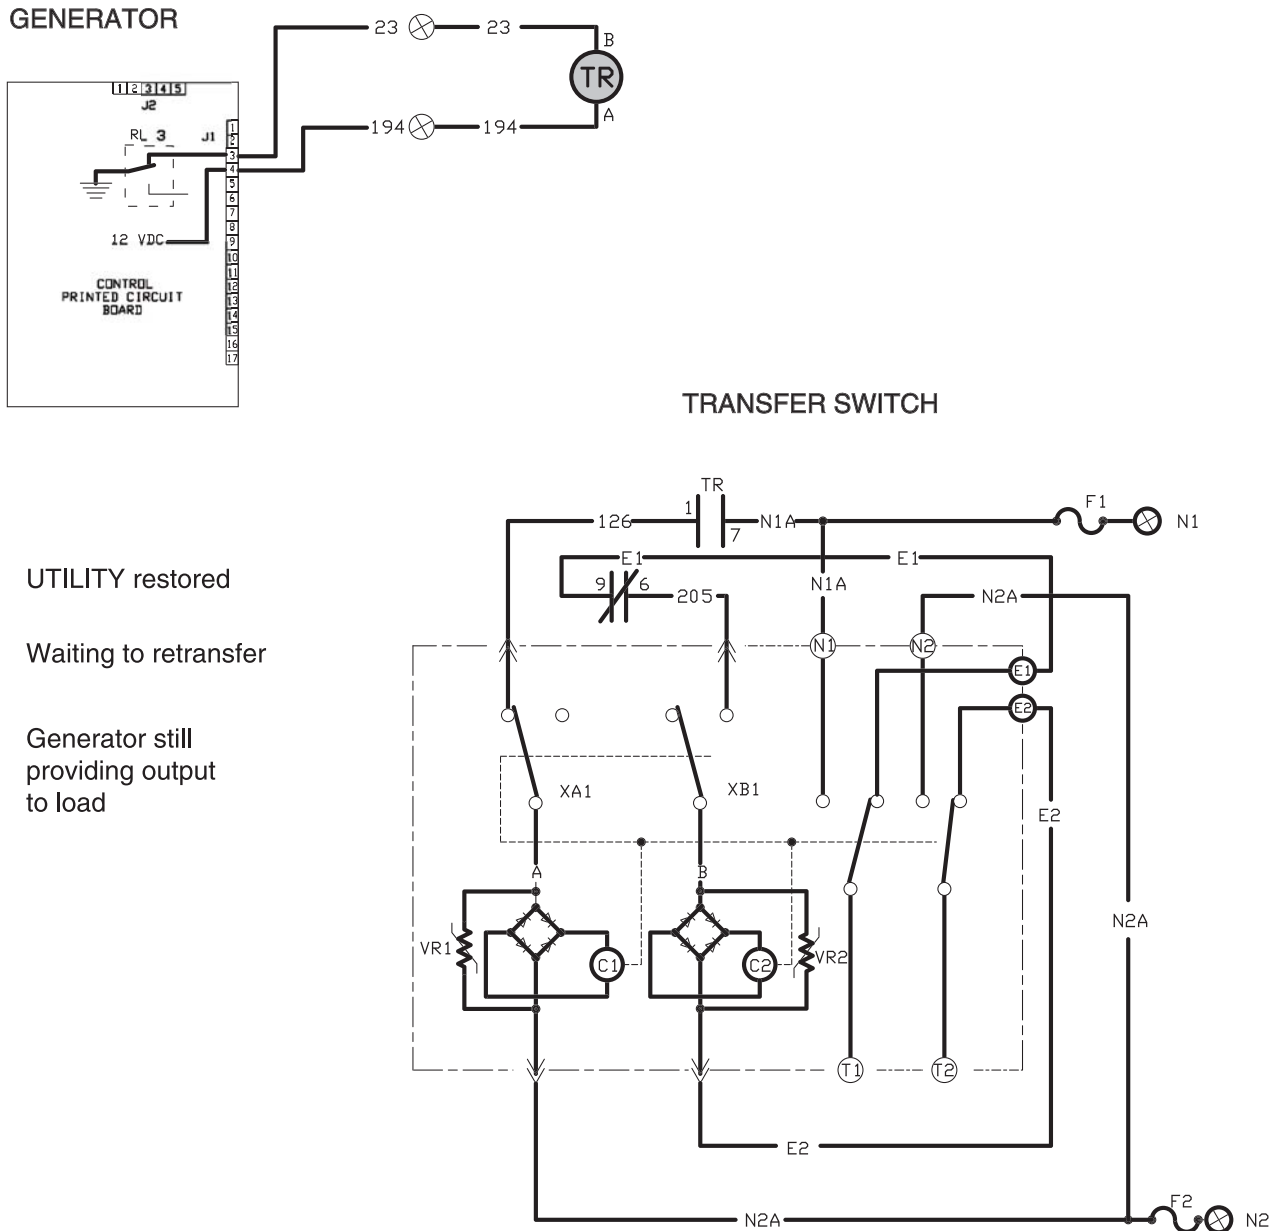 GENERATOR
23
23
B
TR
A
194
194
1 2 3 4 5
J2
RL 3
J1
1
2
3
4
5
6
7
8
9
10
11
12
13
14
15
16
17
12 VDC
CONTROL
PRINTED CIRCUIT
BOARD
TRANSFER SWITCH
UTILITY restored
Waiting to retransfer
Generator still
providing output
to load
TR
1
7
126
N1A
F1
N1
E1
E1
9
6
205
N1A
N2A
N1
N2
E1
E2
XA1
XB1
E2
A
B
VR1
C1
C2
VR2
N2A
T1
T2
E2
N2A
F2
N2